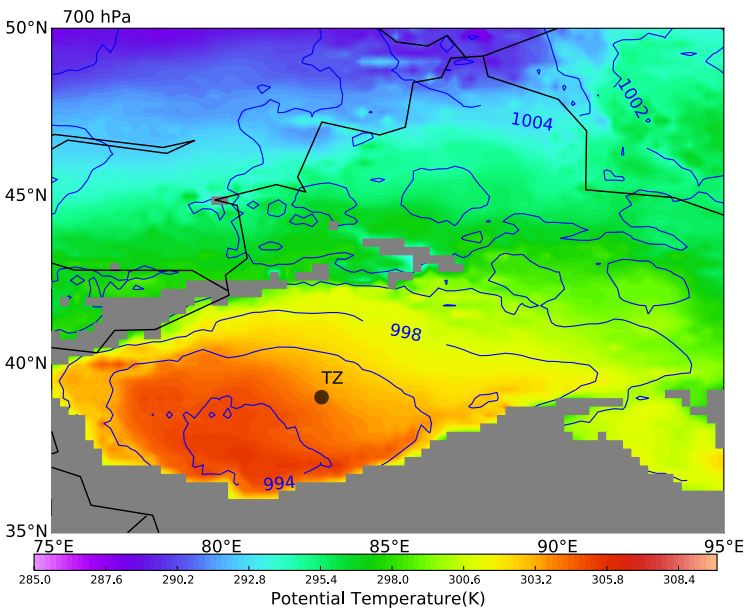 700 hPa
50°N
1002
1004
45°N
998
40°N
TZ
994
35°N
75°E 80°E 85°E 90°E 95°E
285.0 287.6 290.2 292.8 295.4 298.0 300.6 303.2 305.8 308.4
Potential Temperature(K)